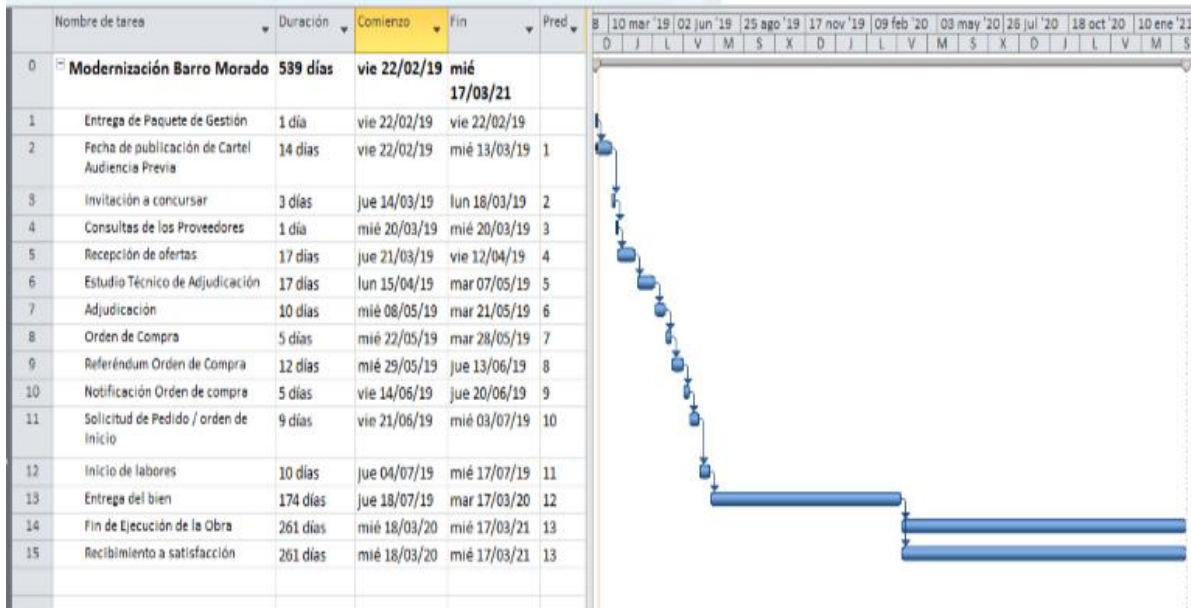 Nombre de tarea Duración Comienzo Fin Pred
8 10 mar '19 02 jun '19 25 ago '19 17 nov '19 09 feb '20 03 may '20 26 jul '20 18 oct '20 10 ene '21
D J L V M S X D J L V M S X D J L V M S
0 Modernización Barro Morado 539 días vie 22/02/19 mié
17/03/21
1 Entrega de Paquete de Gestión 1 día vie 22/02/19 vie 22/02/19
2 Fecha de publicación de Cartel 14 días vie 22/02/19 mié 13/03/19 1
Audiencia Previa
3 Invitación a concursar 3 días jue 14/03/19 lun 18/03/19 2
4 Consultas de los Proveedores 1 día mié 20/03/19 mié 20/03/19 3
5 Recepción de ofertas 17 días jue 21/03/19 vie 12/04/19 4
6 Estudio Técnico de Adjudicación 17 días lun 15/04/19 mar 07/05/19 5
7 Adjudicación 10 días mié 08/05/19 mar 21/05/19 6
8 Orden de Compra 5 días mié 22/05/19 mar 28/05/19 7
9 Referéndum Orden de Compra 12 días mié 29/05/19 jue 13/06/19 8
10 Notificación Orden de compra 5 días vie 14/06/19 jue 20/06/19 9
11 Solicitud de Pedido / orden de 9 días vie 21/06/19 mié 03/07/19 10
Inicio
12 Inicio de labores 10 días jue 04/07/19 mié 17/07/19 11
13 Entrega del bien 174 días jue 18/07/19 mar 17/03/20 12
14 Fin de Ejecución de la Obra 261 días mié 18/03/20 mié 17/03/21 13
15 Recibimiento a satisfacción 261 días mié 18/03/20 mié 17/03/21 13